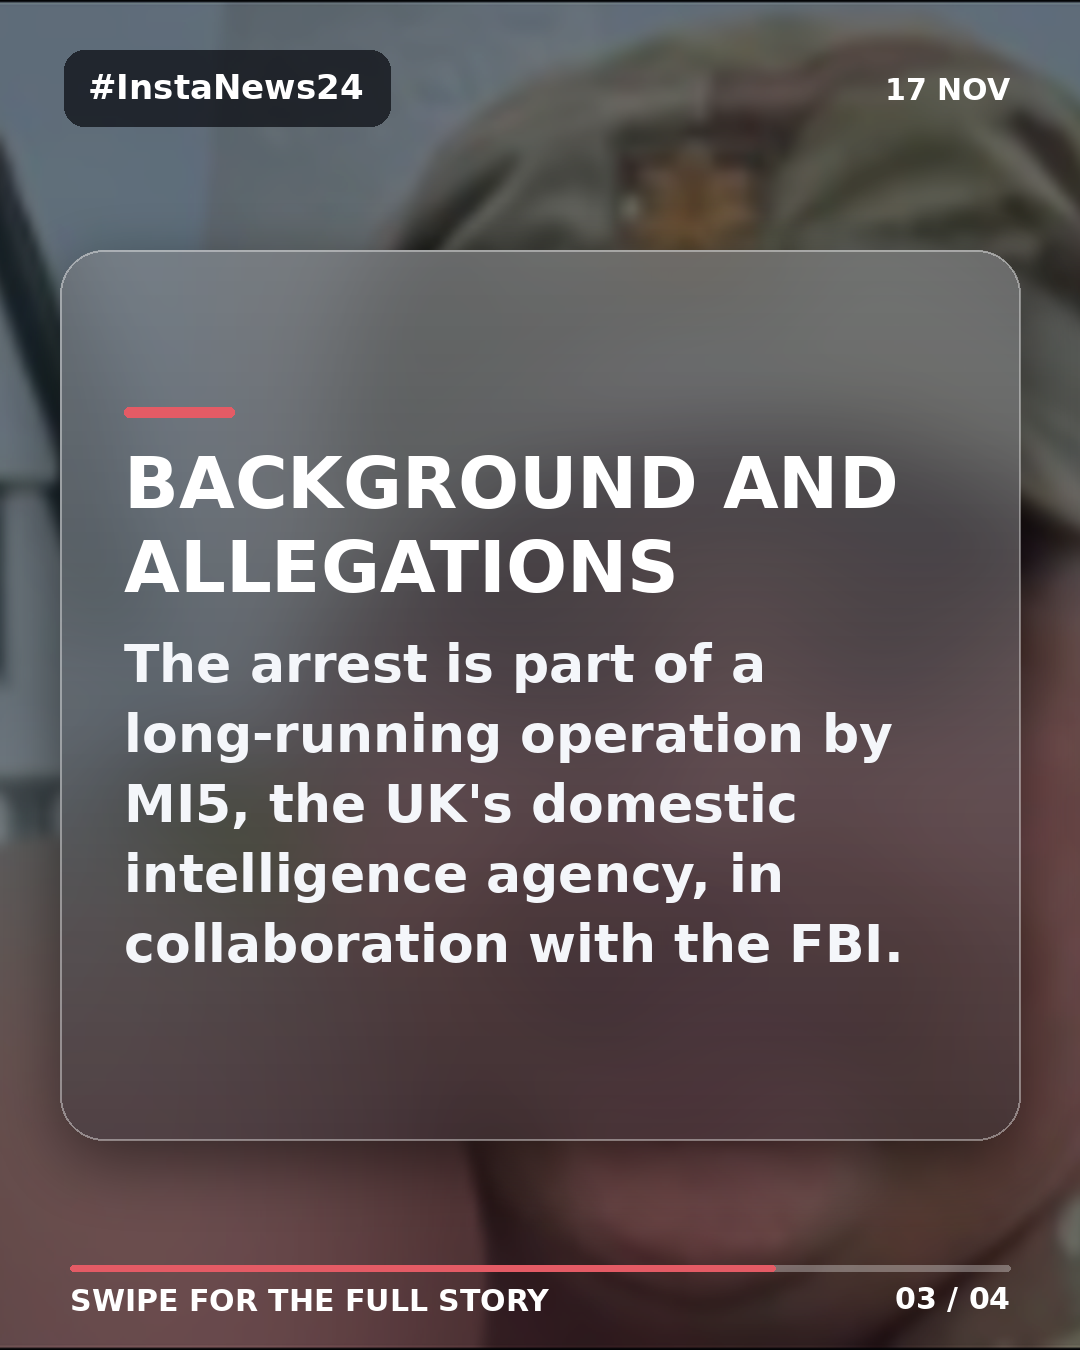 #InstaNews24
17 NOV
BACKGROUND AND
ALLEGATIONS
The arrest is part of a
long-running operation by
MI5, the UK's domestic
intelligence agency, in
collaboration with the FBI.
SWIPE FOR THE FULL STORY
03 / 04